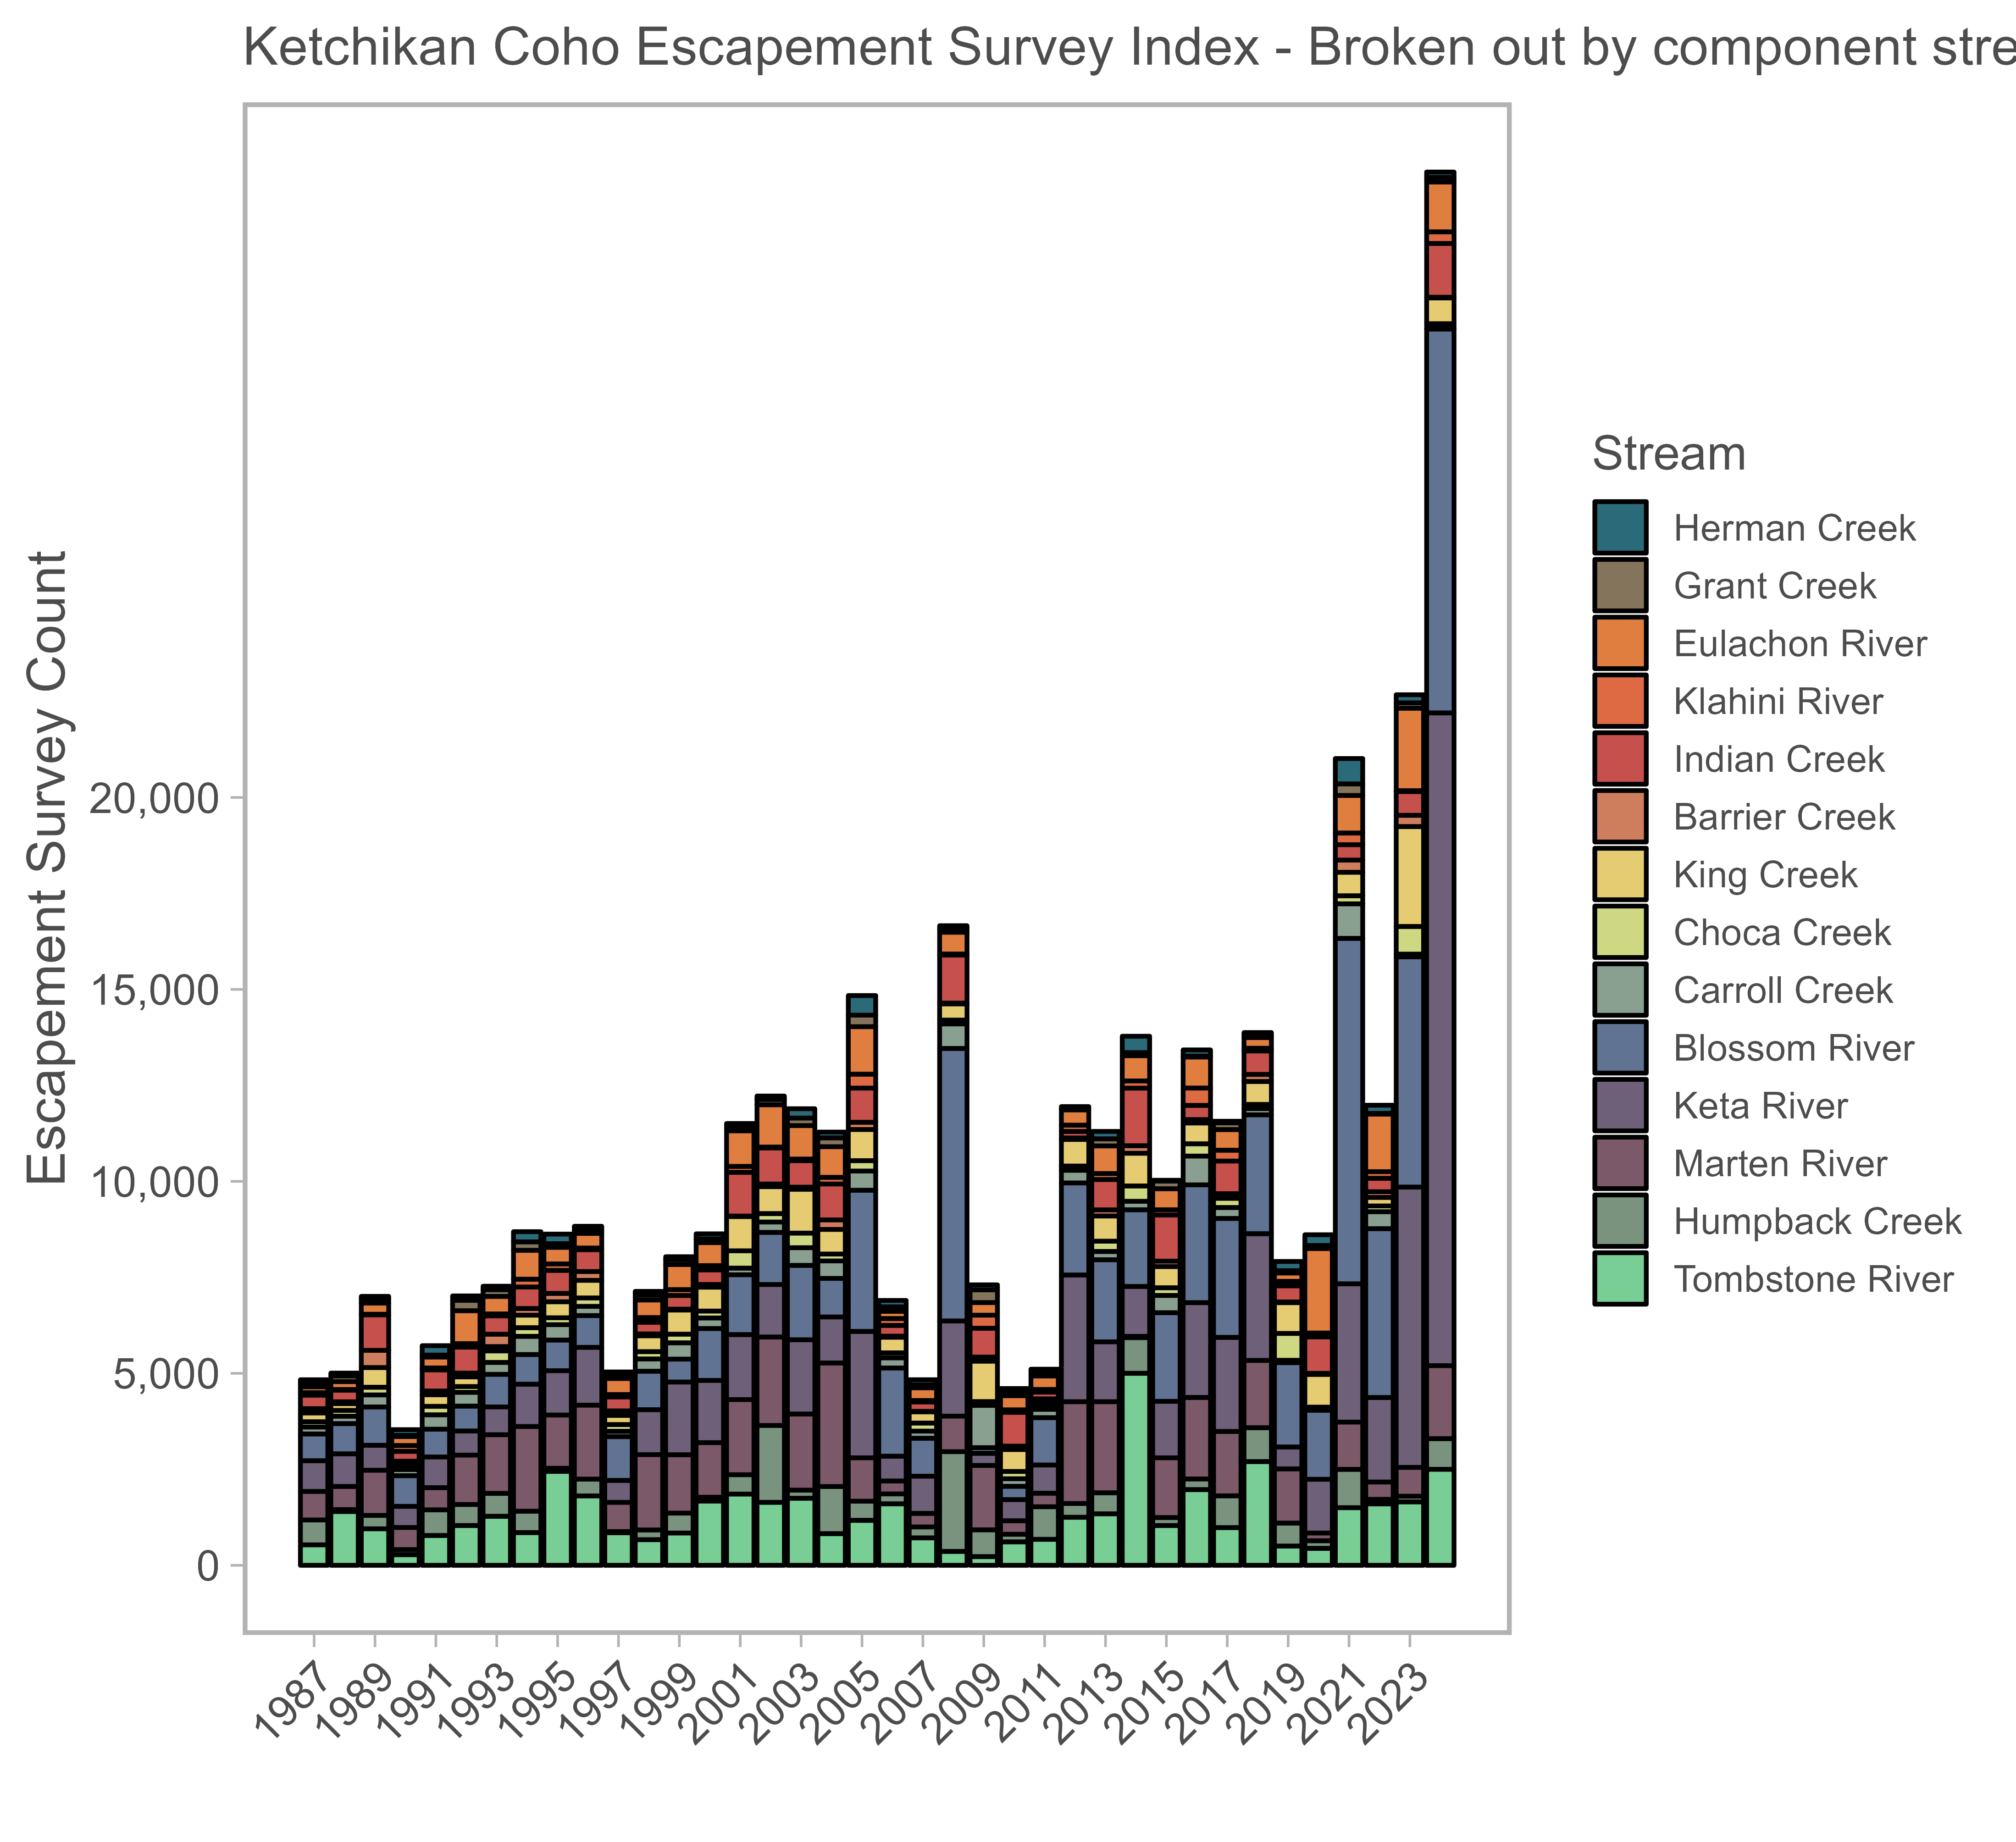 Ketchikan Coho Escapement Survey Index - Broken out by component stre
Escapement Survey Count
20,000
15,000
10,000
5,000
0
1987
1989
1991
1993
1995
1997
1999
2001
2003
2005
2007
2009
2011
2013
2015
2017
2019
2021
2023
Stream
Herman Creek
Grant Creek
Eulachon River
Klahini River
Indian Creek
Barrier Creek
King Creek
Choca Creek
Carroll Creek
Blossom River
Keta River
Marten River
Humpback Creek
Tombstone River